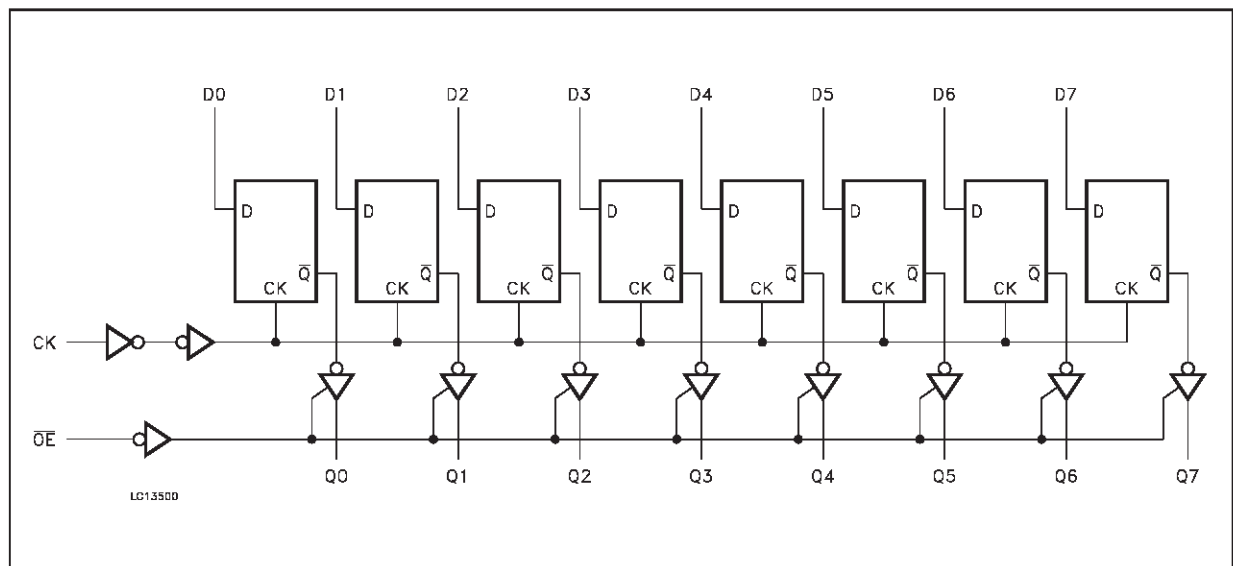 D0 D1 D2 D3 D4 D5 D6 D7
D D D D D D D D
Q̅ Q̅ Q̅ Q̅ Q̅ Q̅ Q̅ Q̅
CK CK CK CK CK CK CK CK
CK
O̅E̅
Q0 Q1 Q2 Q3 Q4 Q5 Q6 Q7
LC13500